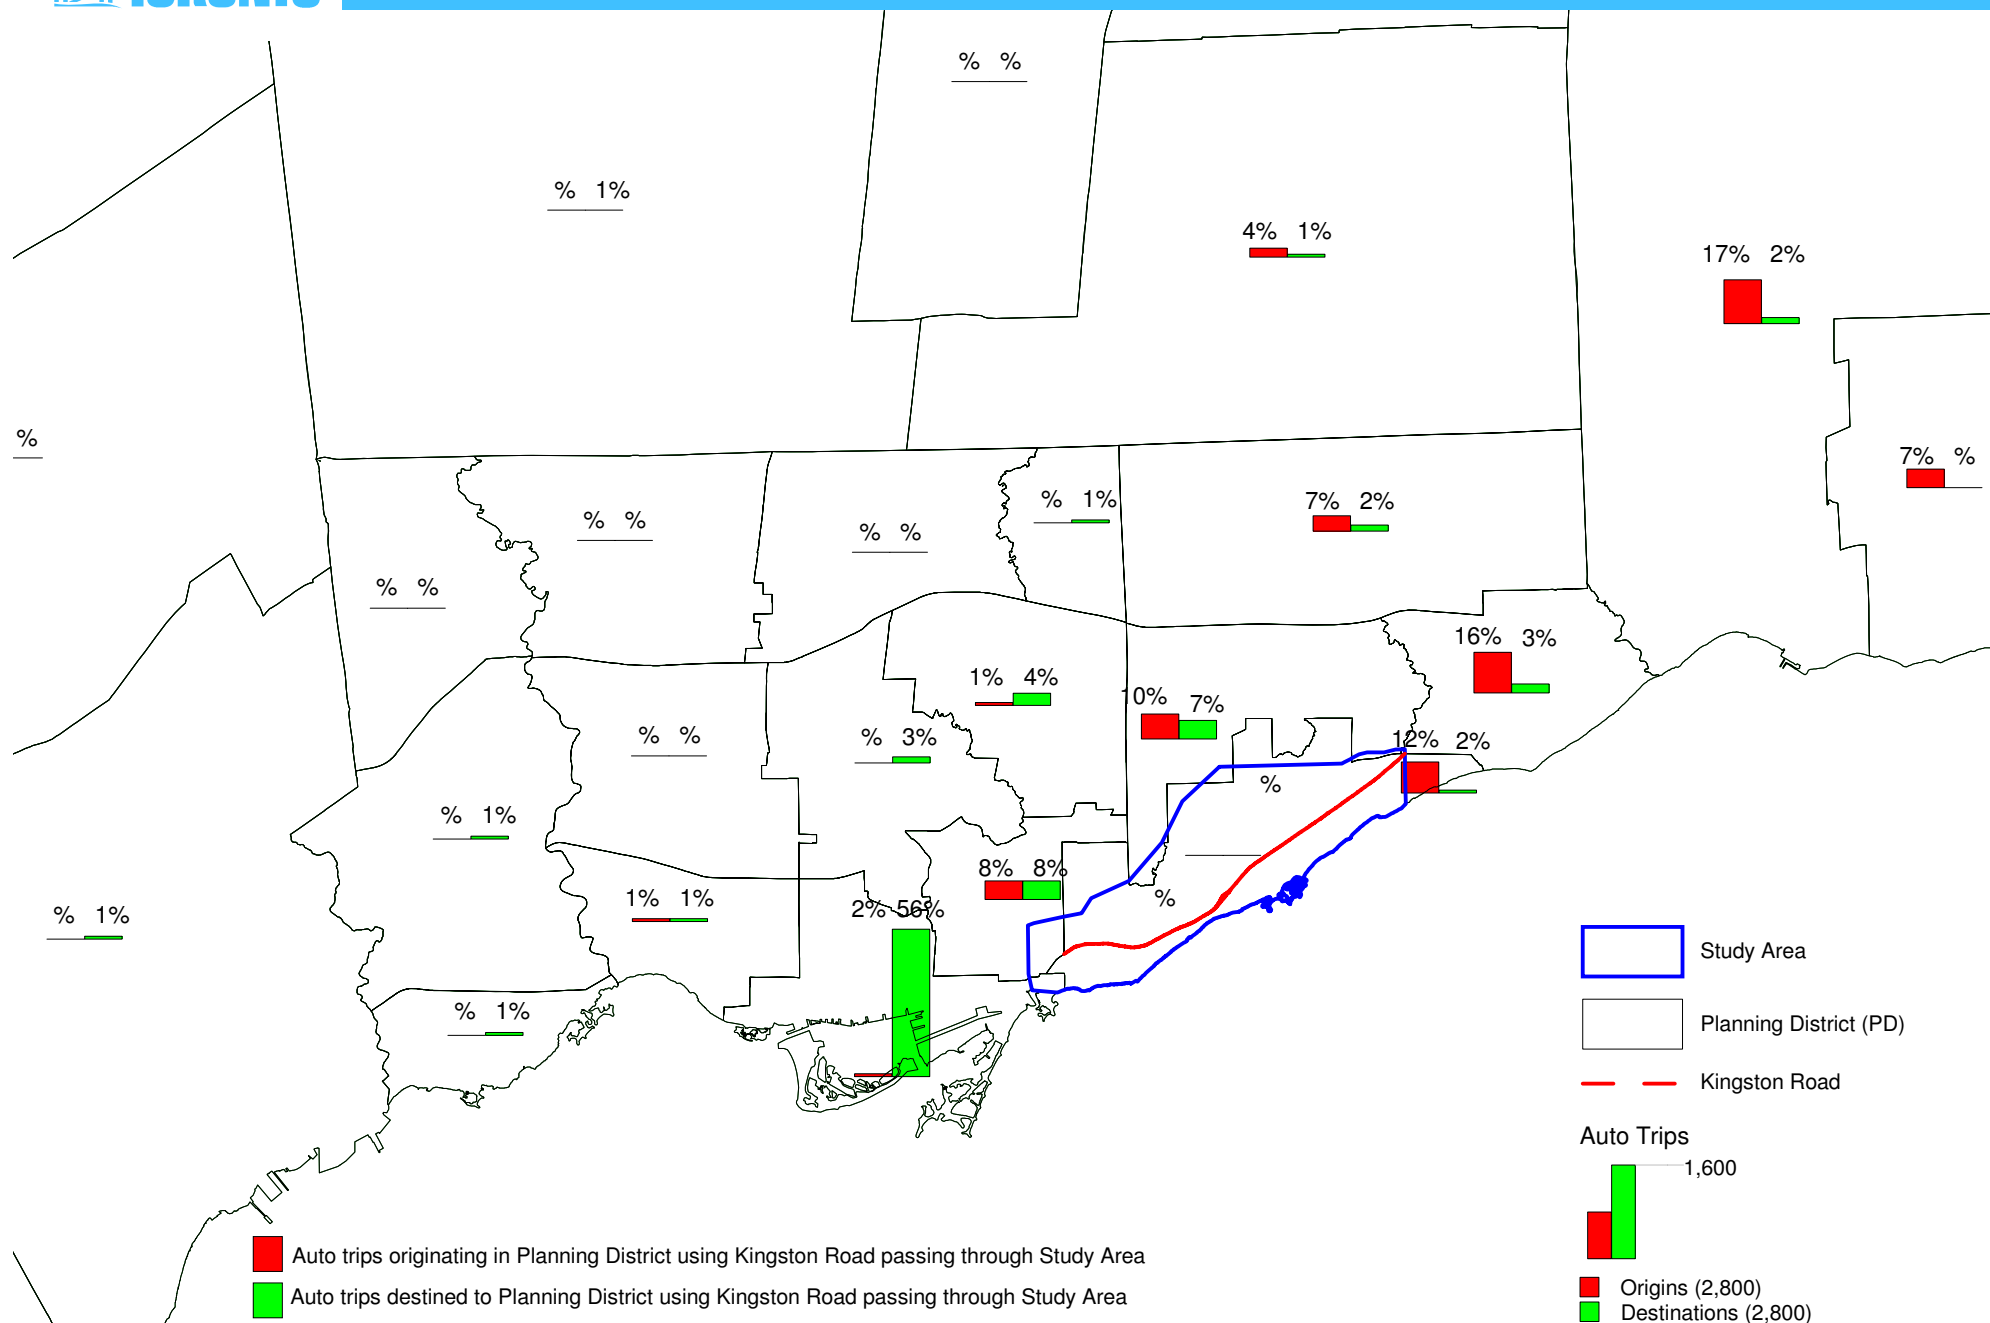 TORONTO
% %
% 1%
4% 1%
17% 2%
%
7% %
% 1%
7% 2%
% %
% %
% %
16% 3%
1% 4%
10% 7%
% 3%
% %
12% 2%
%
% 1%
8% 8%
1% 1%
%
2% 56%
% 1%
% 1%
Study Area
Planning District (PD)
Kingston Road
Auto Trips
1,600
Auto trips originating in Planning District using Kingston Road passing through Study Area
Auto trips destined to Planning District using Kingston Road passing through Study Area
Origins (2,800)
Destinations (2,800)